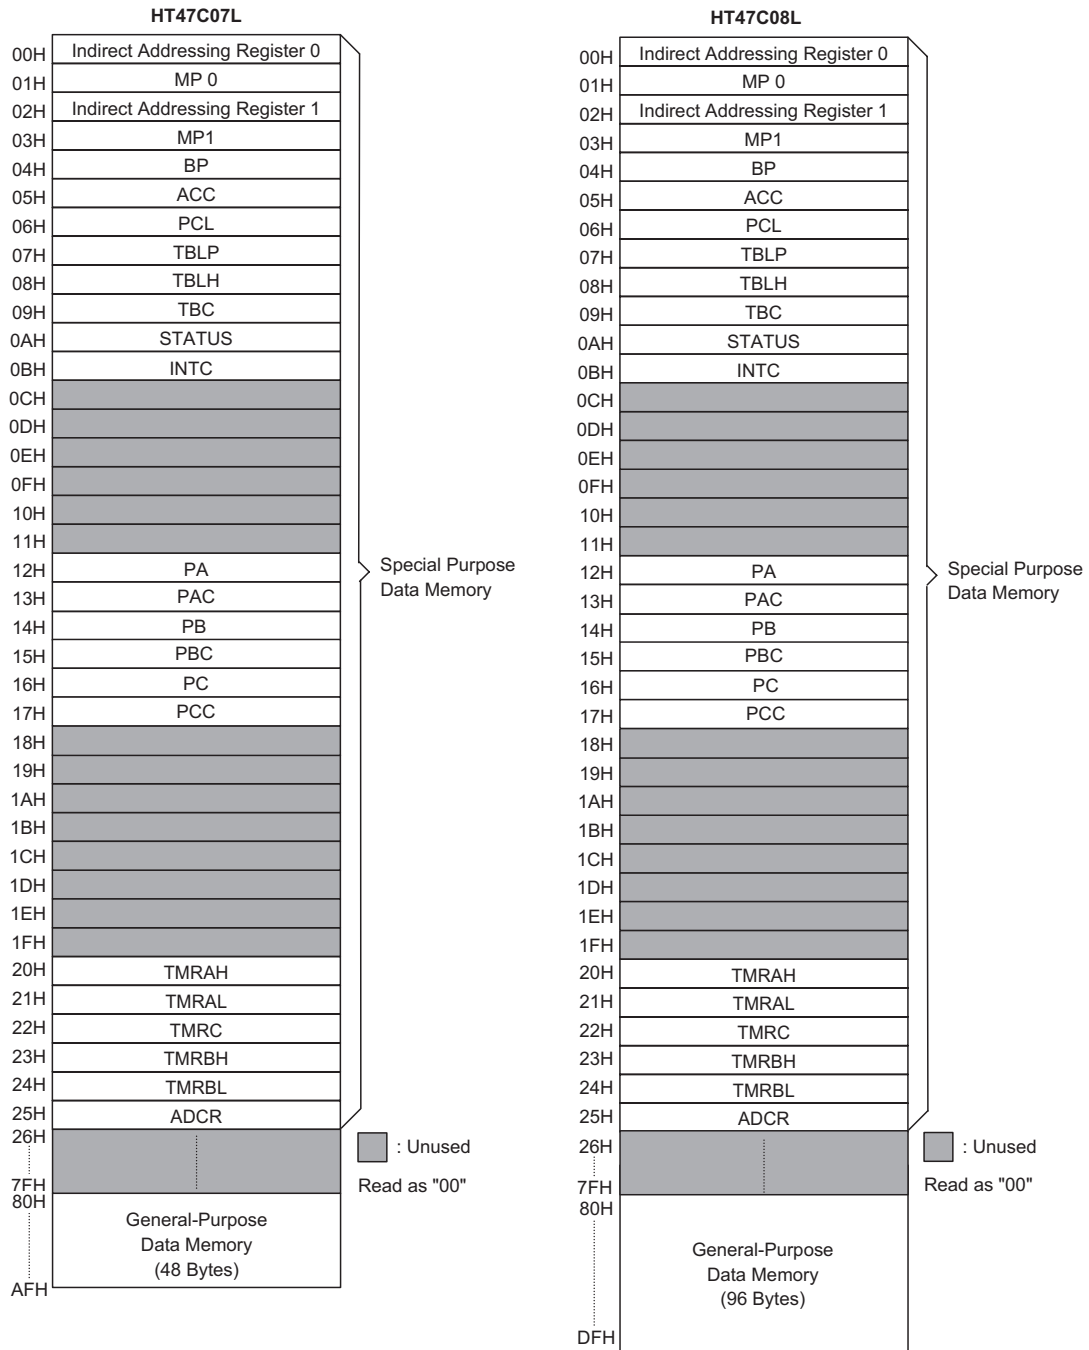 HT47C07L
00H Indirect Addressing Register 0
01H MP 0
02H Indirect Addressing Register 1
03H MP1
04H BP
05H ACC
06H PCL
07H TBLP
08H TBLH
09H TBC
0AH STATUS
0BH INTC
0CH
0DH
0EH
0FH
10H
11H
12H PA
13H PAC
14H PB
15H PBC
16H PC
17H PCC
18H
19H
1AH
1BH
1CH
1DH
1EH
1FH
20H TMRAH
21H TMRAL
22H TMRC
23H TMRBH
24H TMRBL
25H ADCR
26H
7FH
80H
General-Purpose
Data Memory
(48 Bytes)
AFH
Special Purpose
Data Memory
: Unused
Read as "00"
HT47C08L
00H Indirect Addressing Register 0
01H MP 0
02H Indirect Addressing Register 1
03H MP1
04H BP
05H ACC
06H PCL
07H TBLP
08H TBLH
09H TBC
0AH STATUS
0BH INTC
0CH
0DH
0EH
0FH
10H
11H
12H PA
13H PAC
14H PB
15H PBC
16H PC
17H PCC
18H
19H
1AH
1BH
1CH
1DH
1EH
1FH
20H TMRAH
21H TMRAL
22H TMRC
23H TMRBH
24H TMRBL
25H ADCR
26H
7FH
80H
General-Purpose
Data Memory
(96 Bytes)
DFH
Special Purpose
Data Memory
: Unused
Read as "00"